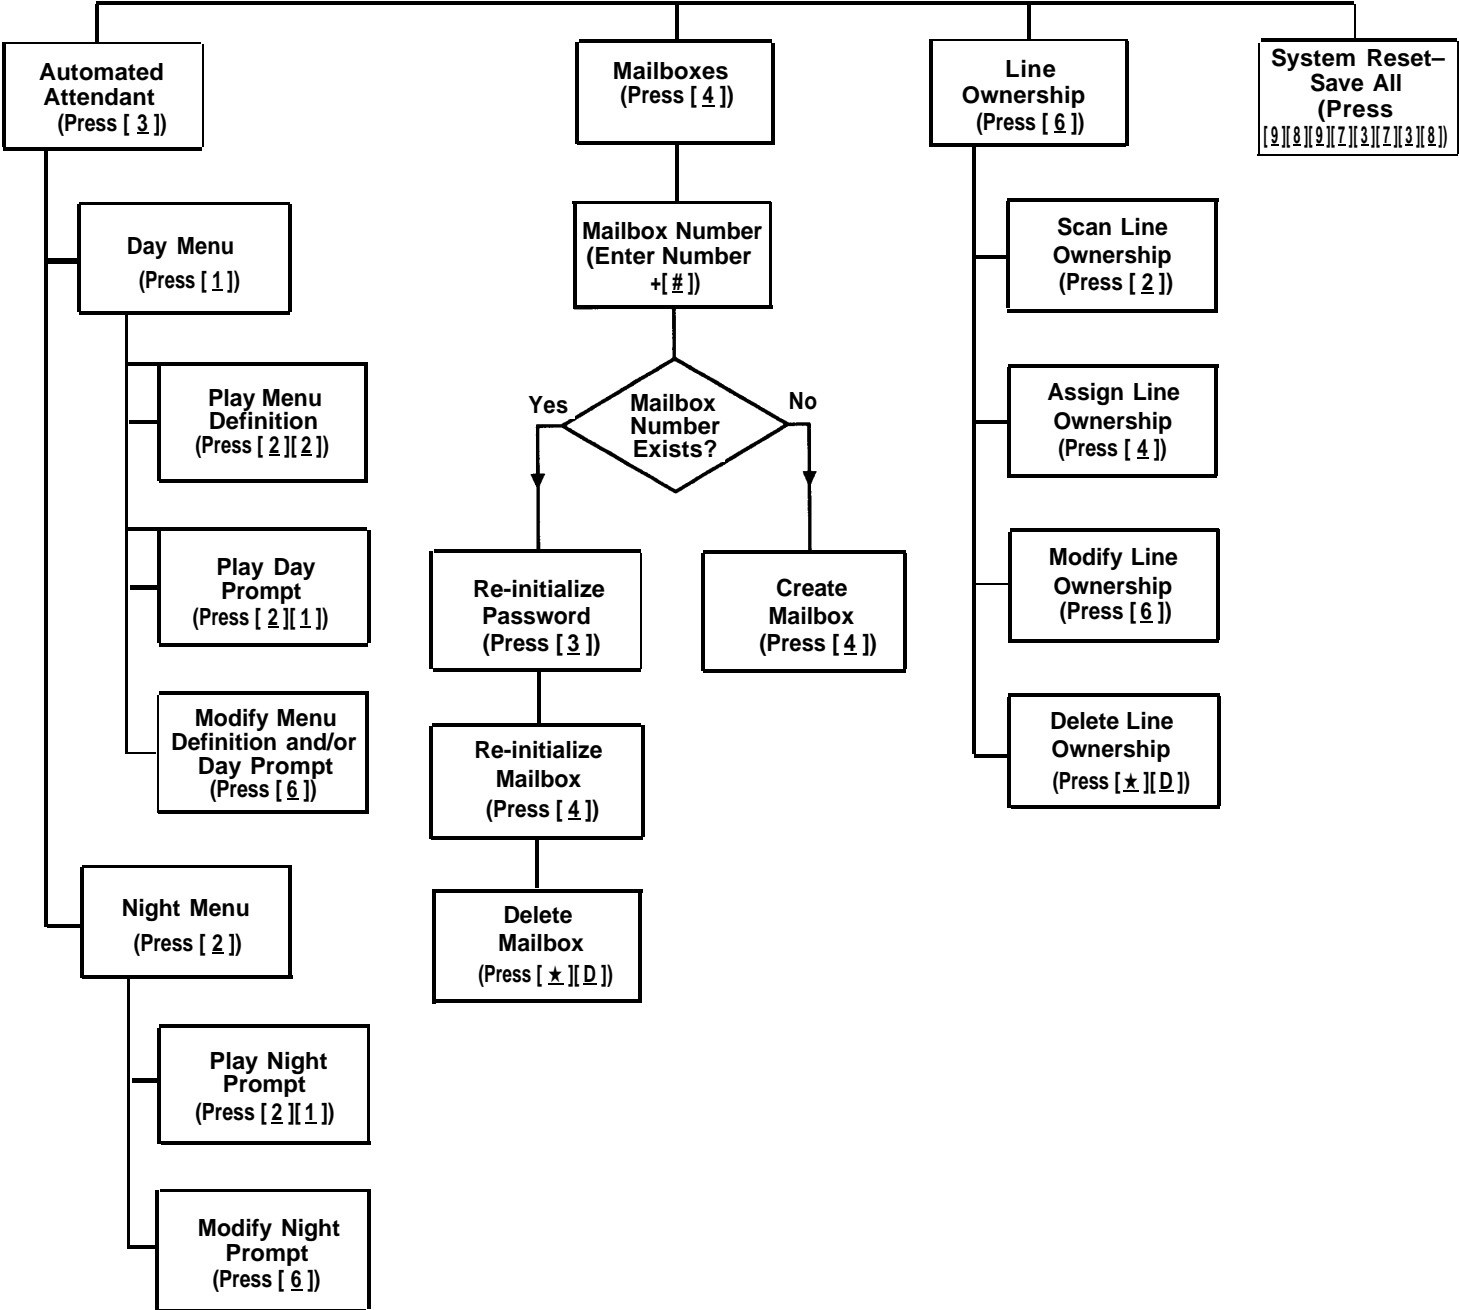 Automated
Attendant
(Press [ 3 ])
Mailboxes
(Press [ 4 ])
Line
Ownership
(Press [ 6 ])
System Reset–
Save All
(Press
[9][8][9][7][3][7][3][8])
Day Menu
(Press [ 1 ])
Play Menu
Definition
(Press [ 2 ][ 2 ])
Play Day
Prompt
(Press [ 2 ][ 1 ])
Modify Menu
Definition and/or
Day Prompt
(Press [ 6 ])
Night Menu
(Press [ 2 ])
Play Night
Prompt
(Press [ 2 ][ 1 ])
Modify Night
Prompt
(Press [ 6 ])
Mailbox Number
(Enter Number
+[ # ])
Mailbox
Number
Exists?
Yes
No
Re-initialize
Password
(Press [ 3 ])
Re-initialize
Mailbox
(Press [ 4 ])
Delete
Mailbox
(Press [ ★ ][ D ])
Create
Mailbox
(Press [ 4 ])
Scan Line
Ownership
(Press [ 2 ])
Assign Line
Ownership
(Press [ 4 ])
Modify Line
Ownership
(Press [ 6 ])
Delete Line
Ownership
(Press [ ★ ][ D ])